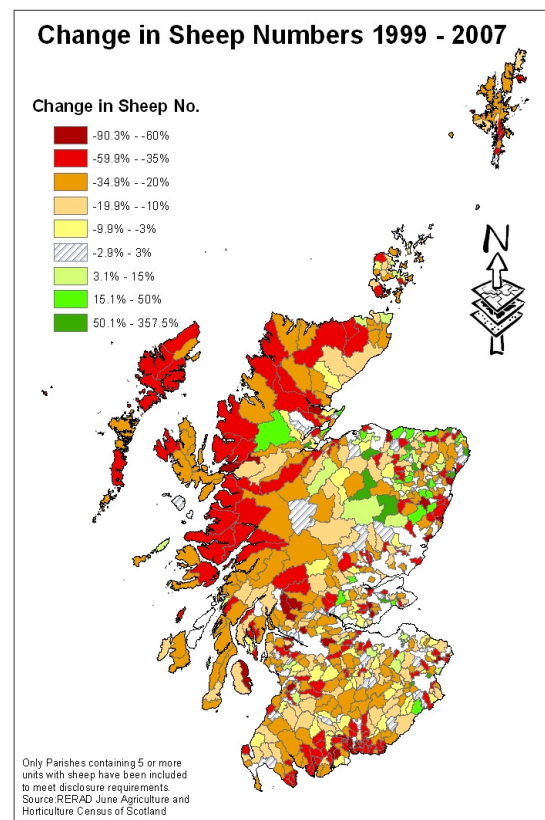 Change in Sheep Numbers 1999 - 2007
Change in Sheep No.
-90.3% - -60%
-59.9% - -35%
-34.9% - -20%
-19.9% - -10%
-9.9% - -3%
-2.9% - 3%
3.1% - 15%
15.1% - 50%
50.1% - 357.5%
N
Only Parishes containing 5 or more
units with sheep have been included
to meet disclosure requirements.
Source:RERAD June Agriculture and
Horticulture Census of Scotland